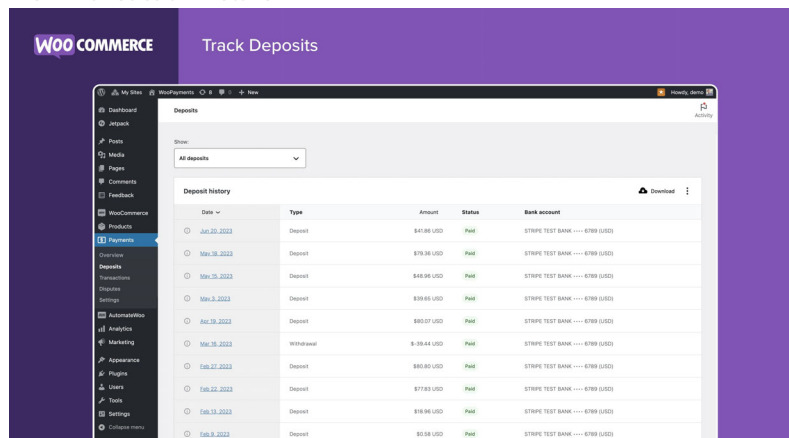 WOO COMMERCE
Track Deposits
My Sites WooPayments 8 0 + New Howdy, demo
Dashboard
Jetpack
Posts
Media
Pages
Comments
Feedback
WooCommerce
Products
Payments
Overview
Deposits
Transactions
Disputes
Settings
AutomateWoo
Analytics
Marketing
Appearance
Plugins
Users
Tools
Settings
Collapse menu
Deposits
Activity
Show:
All deposits
Deposit history Download
Date Type Amount Status Bank account
Jun 20, 2023 Deposit $41.86 USD Paid STRIPE TEST BANK •••• 6789 (USD)
Deposit $79.36 USD Paid STRIPE TEST BANK •••• 6789 (USD)
May 15, 2023 Deposit $48.96 USD Paid STRIPE TEST BANK •••• 6789 (USD)
May 3, 2023 Deposit $39.65 USD Paid STRIPE TEST BANK •••• 6789 (USD)
Apr 19, 2023 Deposit $80.07 USD Paid STRIPE TEST BANK •••• 6789 (USD)
Mar 16, 2023 Withdrawal $-39.44 USD Paid STRIPE TEST BANK •••• 6789 (USD)
Feb 27, 2023 Deposit $60.80 USD Paid STRIPE TEST BANK •••• 6789 (USD)
Feb 22, 2023 Deposit $77.83 USD Paid STRIPE TEST BANK •••• 6789 (USD)
Feb 13, 2023 Deposit $18.96 USD Paid STRIPE TEST BANK •••• 6789 (USD)
Feb 9, 2023 Deposit $0.58 USD Paid STRIPE TEST BANK •••• 6789 (USD)